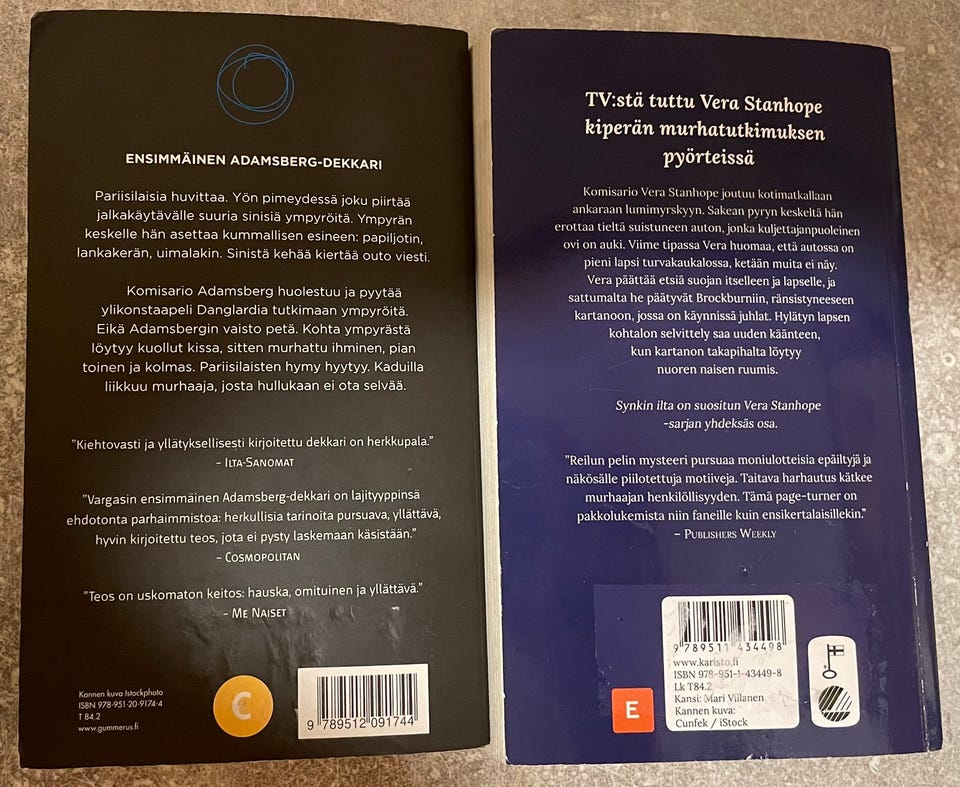 ENSIMMÄINEN ADAMSBERG-DEKKARI
Pariisilaisia huvittaa. Yön pimeydessä joku piirtää
jalkakäytävälle suuria sinisiä ympyröitä. Ympyrän
keskelle hän asettaa kummallisen esineen: papiljotin,
lankakerän, uimalakin. Sinistä kehää kiertää outo viesti.
Komisario Adamsberg huolestuu ja pyytää
ylikonstaapeli Danglardia tutkimaan ympyröitä.
Eikä Adamsbergin vaisto petä. Kohta ympyrästä
löytyy kuollut kissa, sitten murhattu ihminen, pian
toinen ja kolmas. Pariisilaisten hymy hyytyy. Kaduilla
liikkuu murhaaja, josta hullukaan ei ota selvää.
"Kiehtovasti ja yllätyksellisesti kirjoitettu dekkari on herkkupala."
– ILTA-SANOMAT
"Vargasin ensimmäinen Adamsberg-dekkari on lajityyppinsä
ehdotonta parhaimmistoa: herkullisia tarinoita pursuava, yllättävä,
hyvin kirjoitettu teos, jota ei pysty laskemaan käsistään."
– COSMOPOLITAN
"Teos on uskomaton keitos: hauska, omituinen ja yllättävä."
– ME NAISET
Kannen kuva Istockphoto
ISBN 978-951-20-9174-4
T 84.2
www.gummerus.fi
C
9 789512 091744
TV:stä tuttu Vera Stanhope
kiperän murhatutkimuksen
pyörteissä
Komisario Vera Stanhope joutuu kotimatkallaan
ankaraan lumimyrskyyn. Sakean pyryn keskeltä hän
erottaa tieltä suistuneen auton, jonka kuljettajanpuoleinen
ovi on auki. Viime tipassa Vera huomaa, että autossa on
pieni lapsi turvakaukalossa, ketään muita ei näy.
Vera päättää etsiä suojan itselleen ja lapselle, ja
sattumalta he päätyvät Brockburniin, ränsistyneeseen
kartanoon, jossa on käynnissä juhlat. Hylätyn lapsen
kohtalon selvittely saa uuden käänteen,
kun kartanon takapihalta löytyy
nuoren naisen ruumis.
Synkin ilta on suositun Vera Stanhope
-sarjan yhdeksäs osa.
"Reilun pelin mysteeri pursuaa moniulotteisia epäiltyjä ja
näkösälle piilotettuja motiiveja. Taitava harhautus kätkee
murhaajan henkilöllisyyden. Tämä page-turner on
pakkolukemista niin faneille kuin ensikertalaisillekin."
– PUBLISHERS WEEKLY
9 789511 434498
www.karisto.fi
ISBN 978-951-1-43449-8
Lk T84.2
Kansi: Mari Villanen
Kannen kuva:
Cunfek / iStock
E